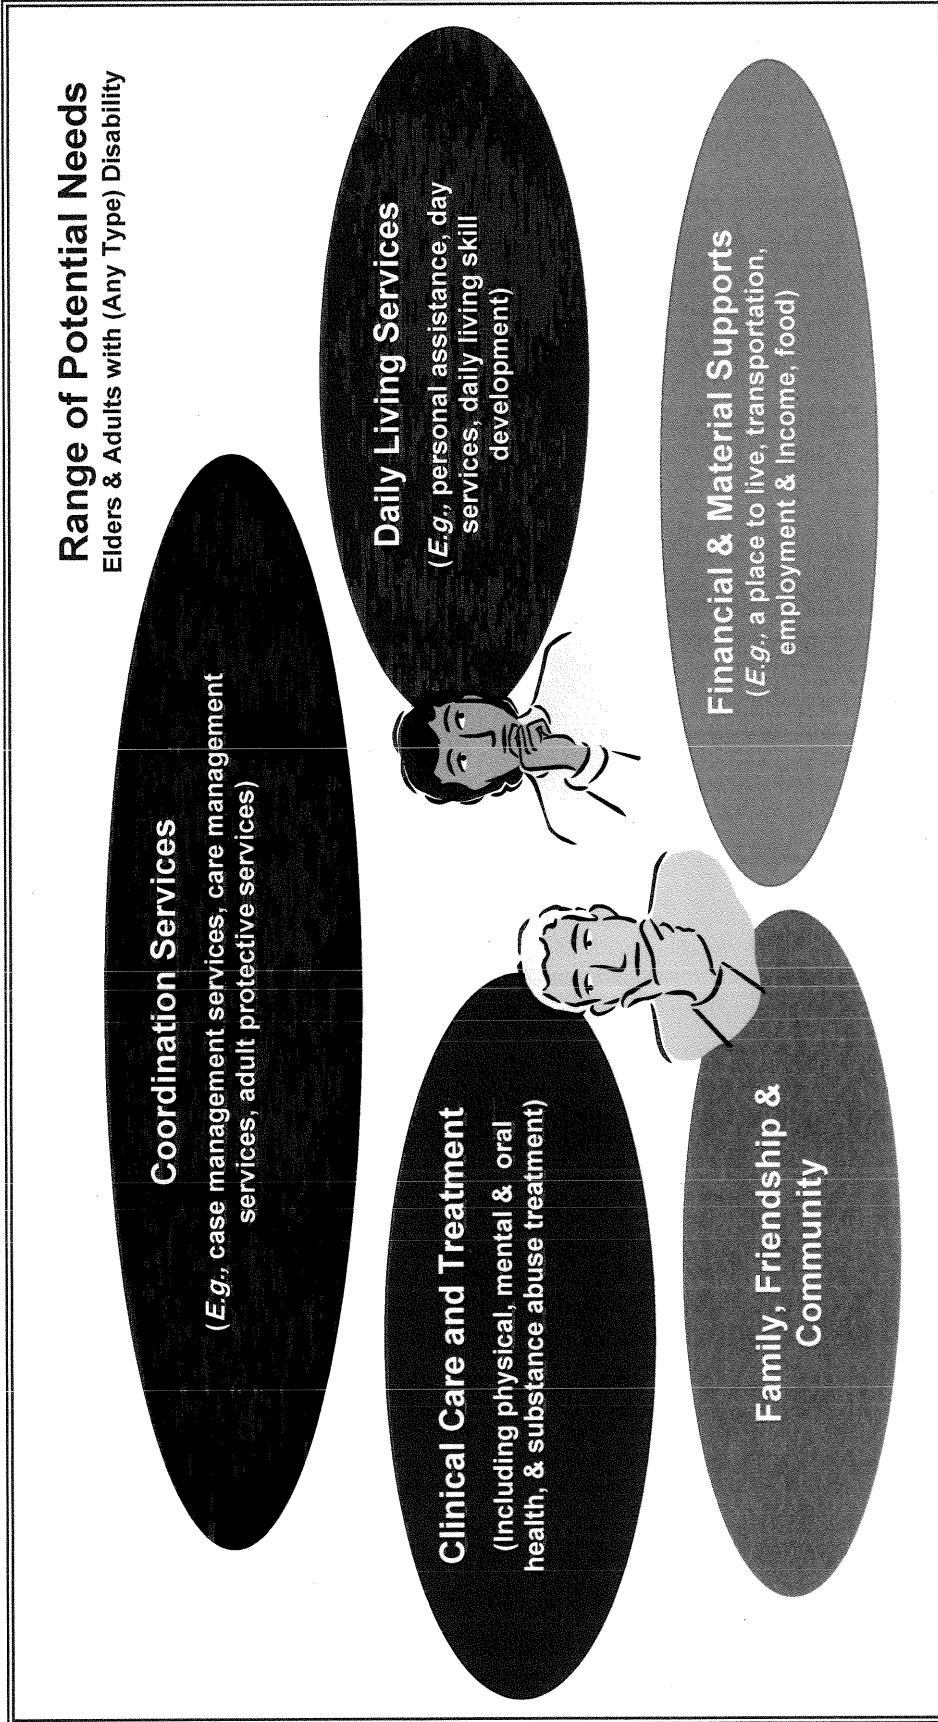 Range of Potential Needs
Elders & Adults with (Any Type) Disability
Coordination Services
(E.g., case management services, care management
services, adult protective services)
Clinical Care and Treatment
(Including physical, mental & oral
health, & substance abuse treatment)
Daily Living Services
(E.g., personal assistance, day
services, daily living skill
development)
Family, Friendship &
Community
Financial & Material Supports
(E.g., a place to live, transportation,
employment & Income, food)